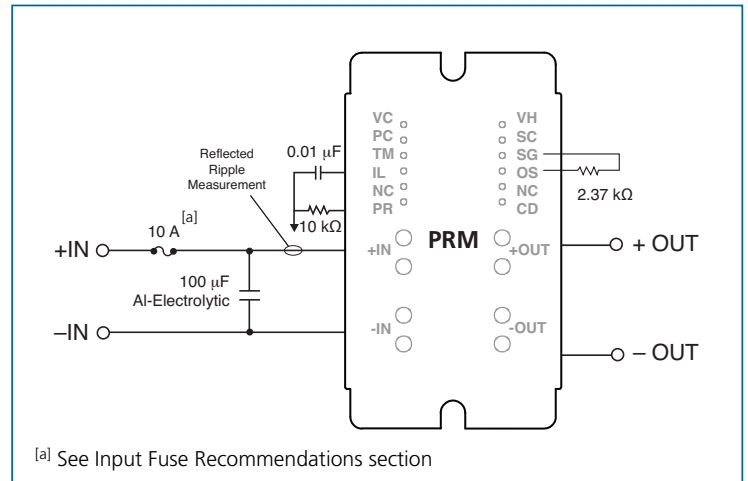 VC
PC
TM
IL
NC
PR
VH
SC
SG
OS
NC
CD
Reflected
Ripple
Measurement
0.01 μF
10 kΩ
2.37 kΩ
10 A [a]
+IN
100 μF
Al-Electrolytic
–IN
+IN
PRM
+OUT
-IN
-OUT
+ OUT
– OUT
[a] See Input Fuse Recommendations section